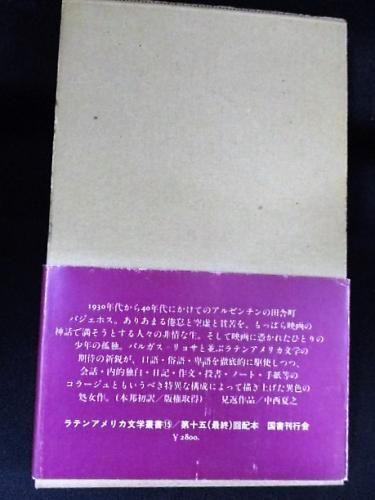 1930年代から40年代にかけてのアルゼンチンの田舎町
バジェホス。ありあまる倦怠と空虚と貧苦を、もっぱら映画の
神話で満そうとする人々の非情な生。そして映画に憑かれたひとりの
少年の孤独。バルガス=リョサと並ぶラテンアメリカ文学の
期待の新鋭が、口語・俗語・卑語を徹底的に駆使しつつ、
会話・内的独白・日記・作文・投書・ノート・手紙等の
コラージュともいうべき特異な構成によって描き上げた異色の
処女作。(本邦初訳/版権取得) 見返作品/中西夏之
ラテンアメリカ文学叢書⑮/第十五(最終)回配本 国書刊行会
¥2800.